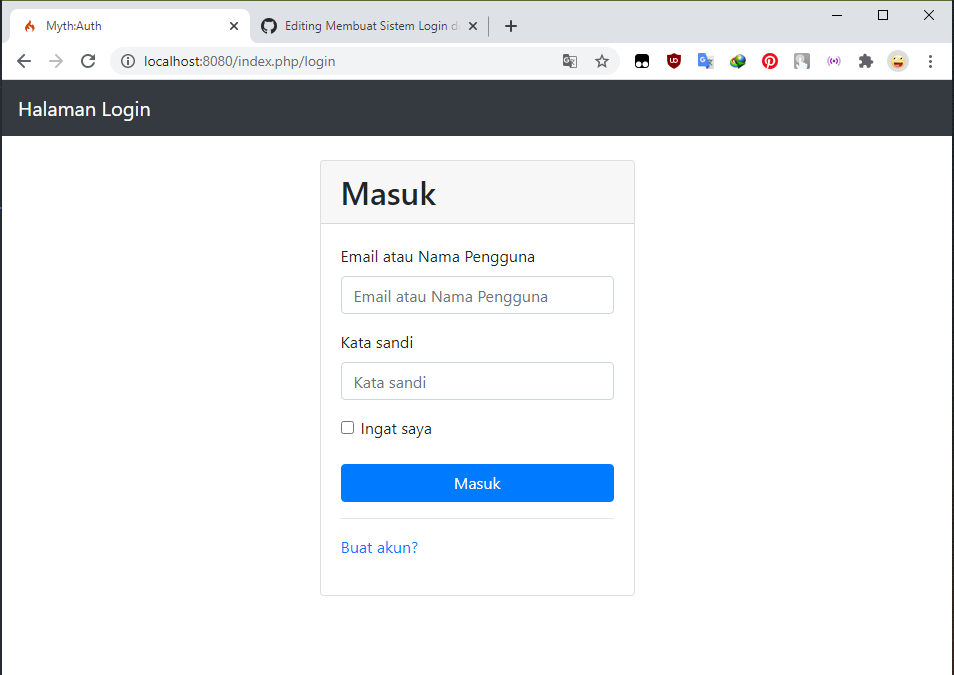 Myth:Auth
Editing Membuat Sistem Login d
localhost:8080/index.php/login
Halaman Login
Masuk
Email atau Nama Pengguna
Email atau Nama Pengguna
Kata sandi
Kata sandi
Ingat saya
Masuk
Buat akun?